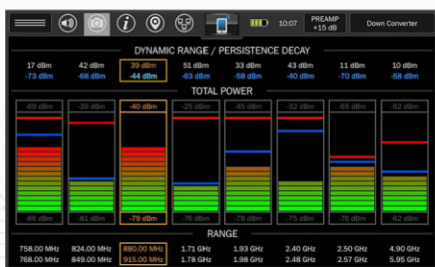 10:07 PREAMP +15 dB Down Converter
DYNAMIC RANGE / PERSISTENCE DECAY
17 dBm 42 dBm 39 dBm 51 dBm 33 dBm 43 dBm 11 dBm 10 dBm
-73 dBm -68 dBm -44 dBm -63 dBm -58 dBm -40 dBm -70 dBm -58 dBm
TOTAL POWER
-69 dBm -39 dBm -40 dBm -25 dBm -45 dBm -32 dBm -65 dBm -52 dBm
-86 dBm -81 dBm -79 dBm -76 dBm -78 dBm -75 dBm -76 dBm -62 dBm
RANGE
758.00 MHz 824.00 MHz 880.00 MHz 1.71 GHz 1.93 GHz 2.40 GHz 2.50 GHz 4.90 GHz
768.00 MHz 849.00 MHz 915.00 MHz 1.78 GHz 1.98 GHz 2.48 GHz 2.57 GHz 5.95 GHz